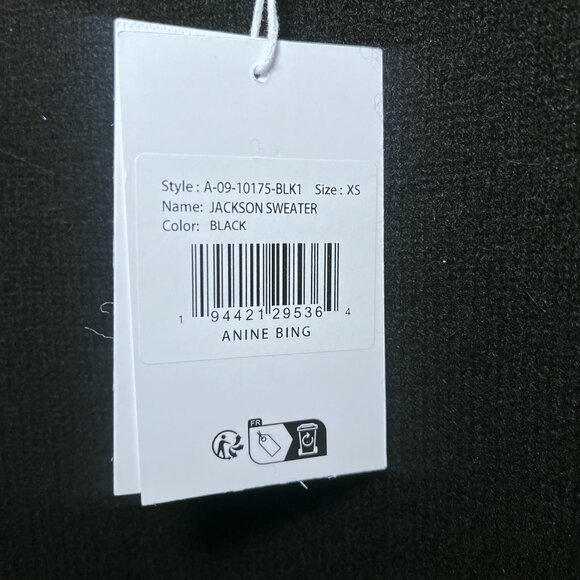 Style : A-09-10175-BLK1 Size : XS
Name: JACKSON SWEATER
Color: BLACK
1 94421 29536 4
ANINE BING
FR